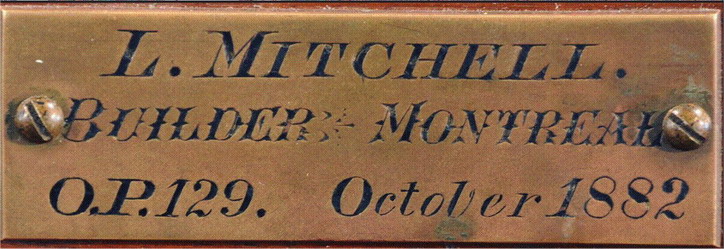 L. MITCHELL.
BUILDER MONTREAL
O.P.129. October 1882